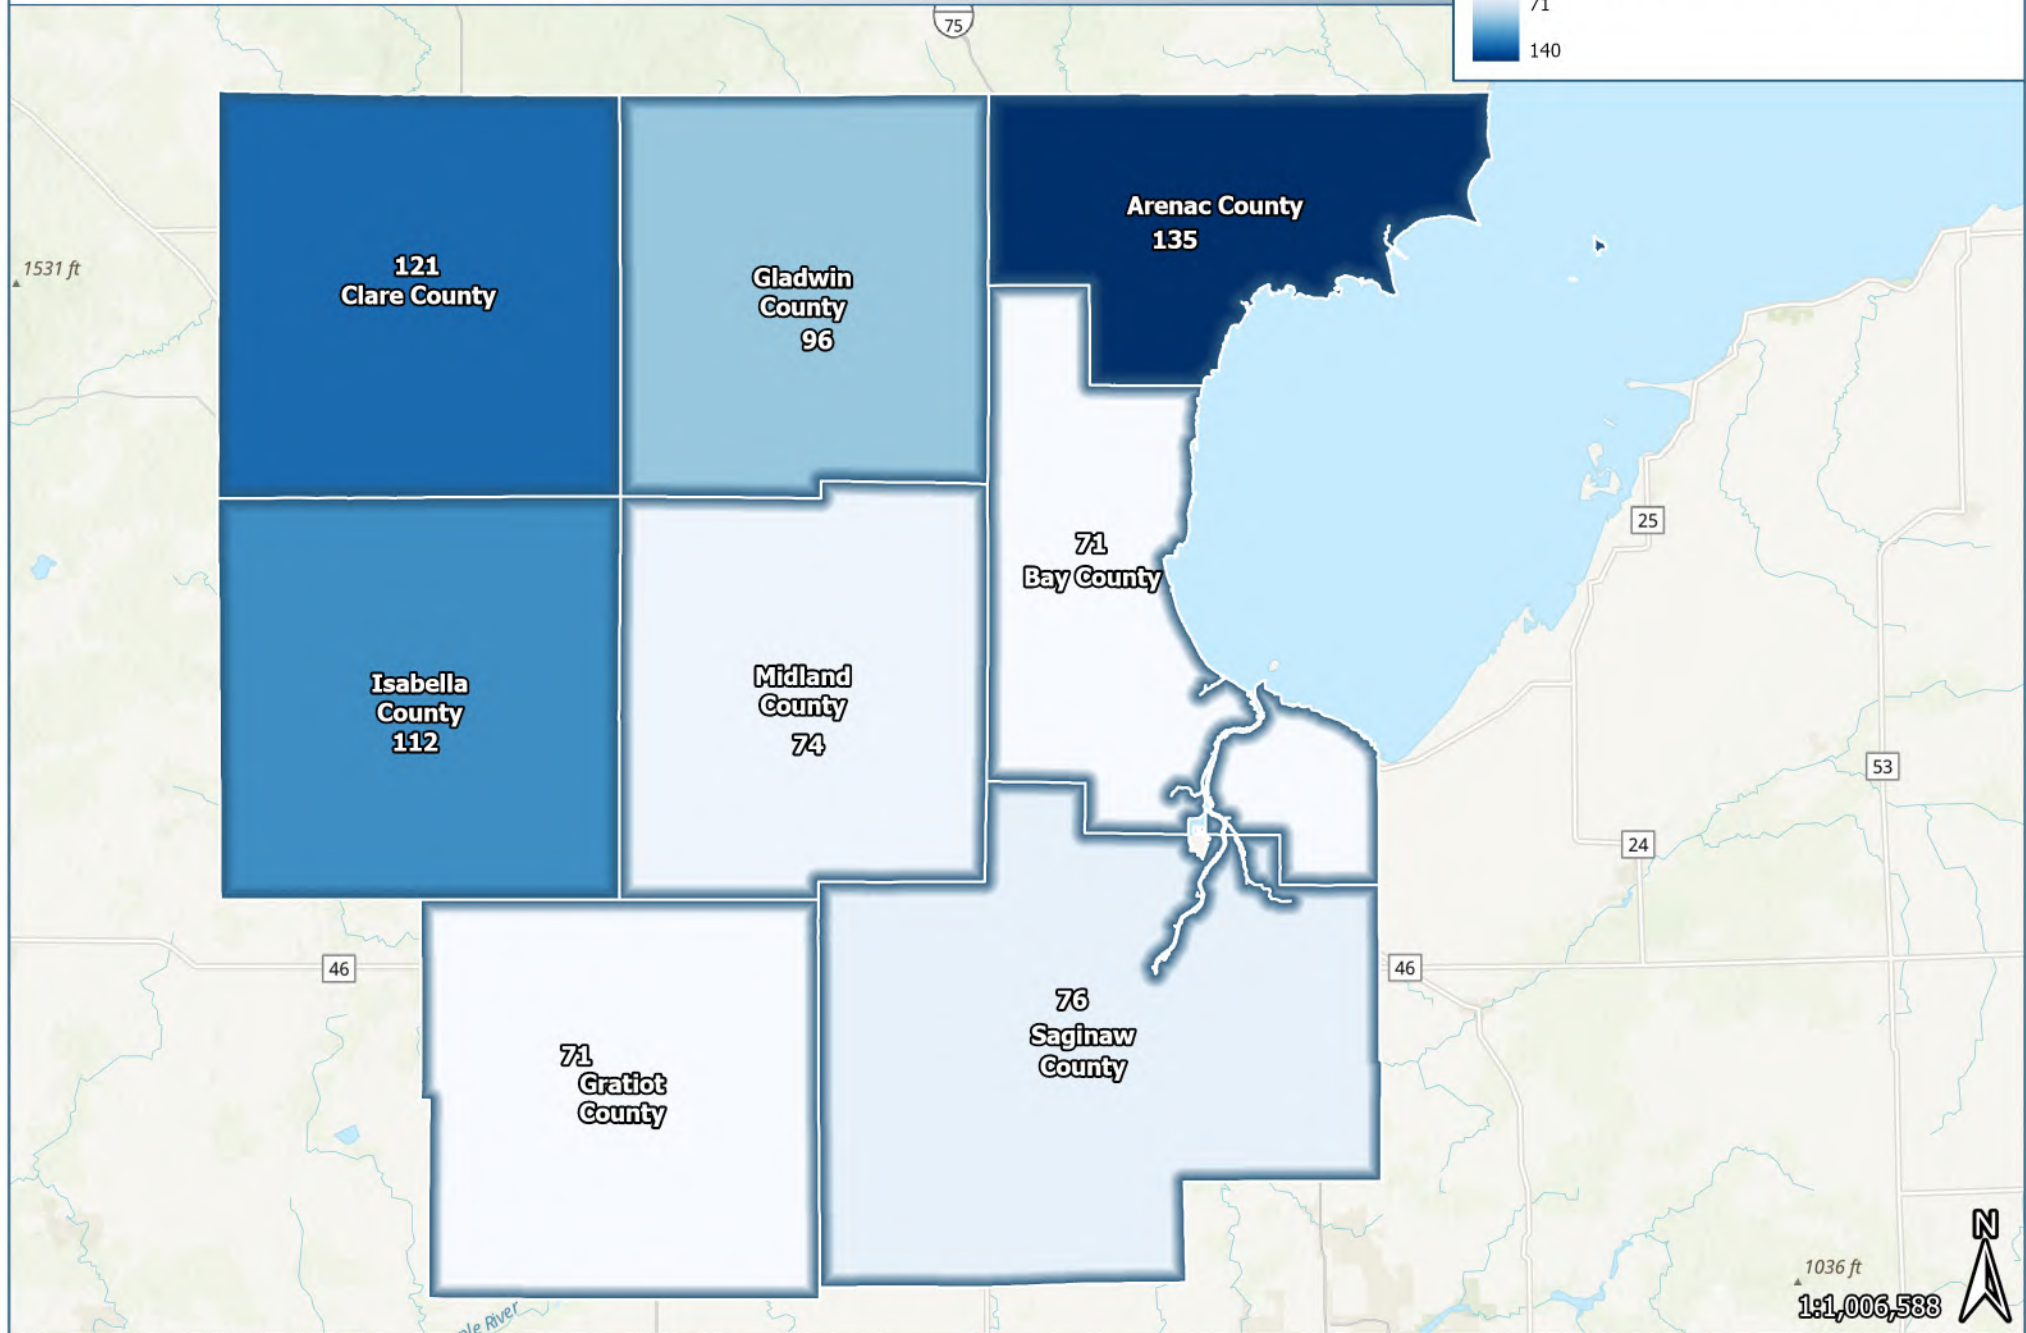 71
75
140
Arenac County
135
121
Clare County
1531 ft
Gladwin
County
96
25
71
Bay County
Isabella
County
112
Midland
County
74
53
24
46
46
76
Saginaw
County
71
Gratiot
County
N
1036 ft
1:1,006,588
River